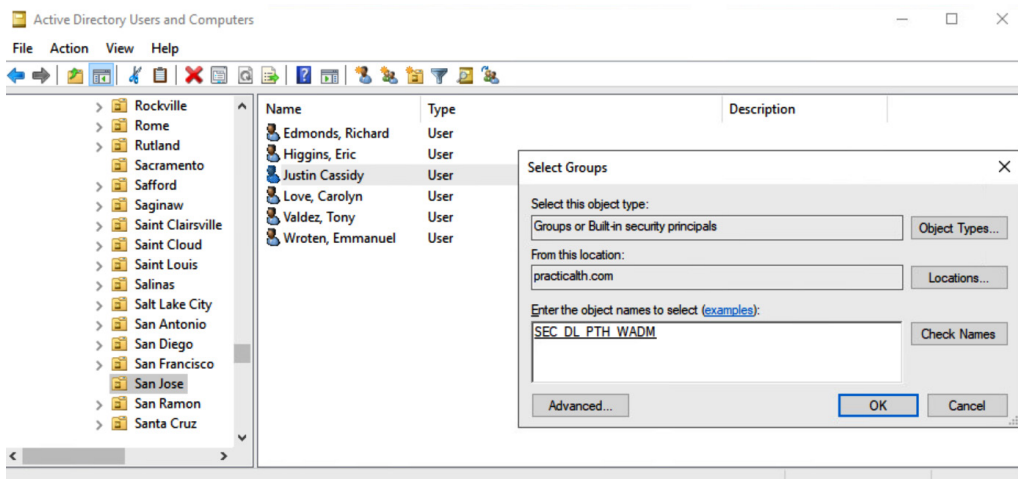 Active Directory Users and Computers
File Action View Help
Rockville
Rome
Rutland
Sacramento
Safford
Saginaw
Saint Clairsville
Saint Cloud
Saint Louis
Salinas
Salt Lake City
San Antonio
San Diego
San Francisco
San Jose
San Ramon
Santa Cruz
Name Type Description
Edmonds, Richard User
Higgins, Eric User
Justin Cassidy User
Love, Carolyn User
Valdez, Tony User
Wroten, Emmanuel User
Select Groups
Select this object type:
Groups or Built-in security principals Object Types...
From this location:
practicalth.com Locations...
Enter the object names to select (examples):
SEC_DL_PTH_WADM Check Names
Advanced... OK Cancel